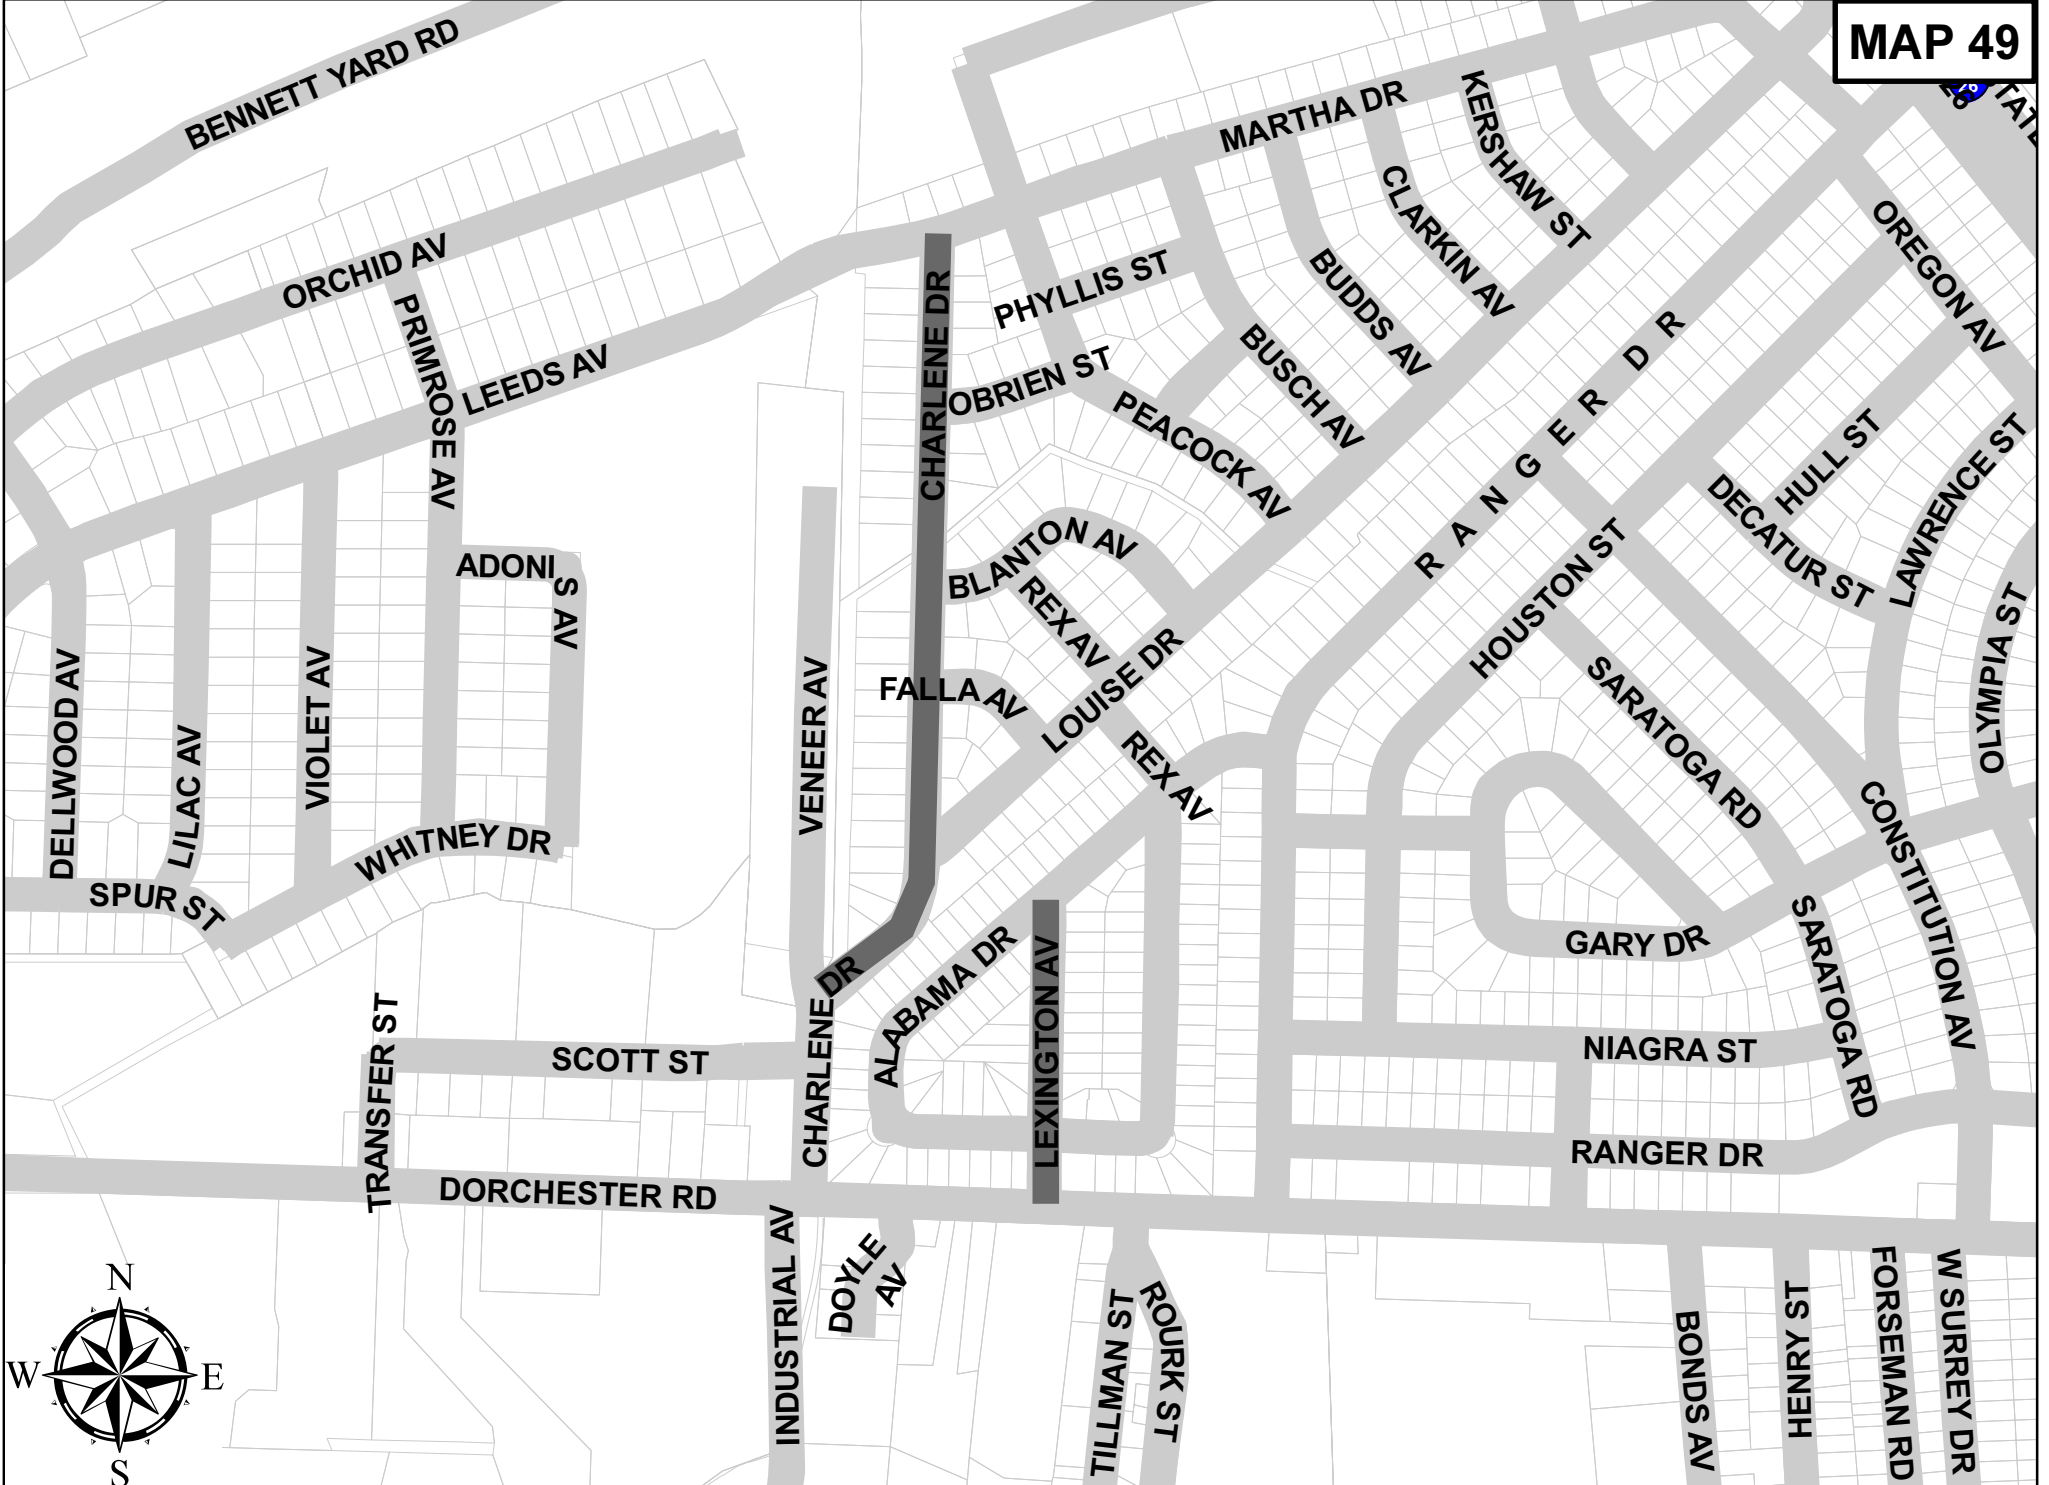 MAP 49
BENNETT YARD RD
MARTHA DR
KERSHAW ST
26
26
ORCHID AV
PRIMROSE AV
LEEDS AV
CHARLENE DR
PHYLLIS ST
OBRIEN ST
CLARKIN AV
BUDDS AV
BUSCH AV
PEACOCK AV
OREGON AV
RANGER DR
HULL ST
LAWRENCE ST
DECATUR ST
HOUSTON ST
OLYMPIA ST
ADONIS AV
BLANTON AV
REX AV
LOUISE DR
FALLA AV
REX AV
SARATOGA RD
DELLWOOD AV
LILAC AV
VIOLET AV
VENEER AV
WHITNEY DR
SPUR ST
CONSTITUTION AV
GARY DR
SARATOGA RD
ALABAMA DR
LEXINGTON AV
CHARLENE DR
TRANSFER ST
SCOTT ST
NIAGRA ST
RANGER DR
DORCHESTER RD
INDUSTRIAL AV
DOYLE
AV
TILLMAN ST
ROURK ST
BONDS AV
HENRY ST
FORSEMAN RD
W SURREY DR
N
W
E
S